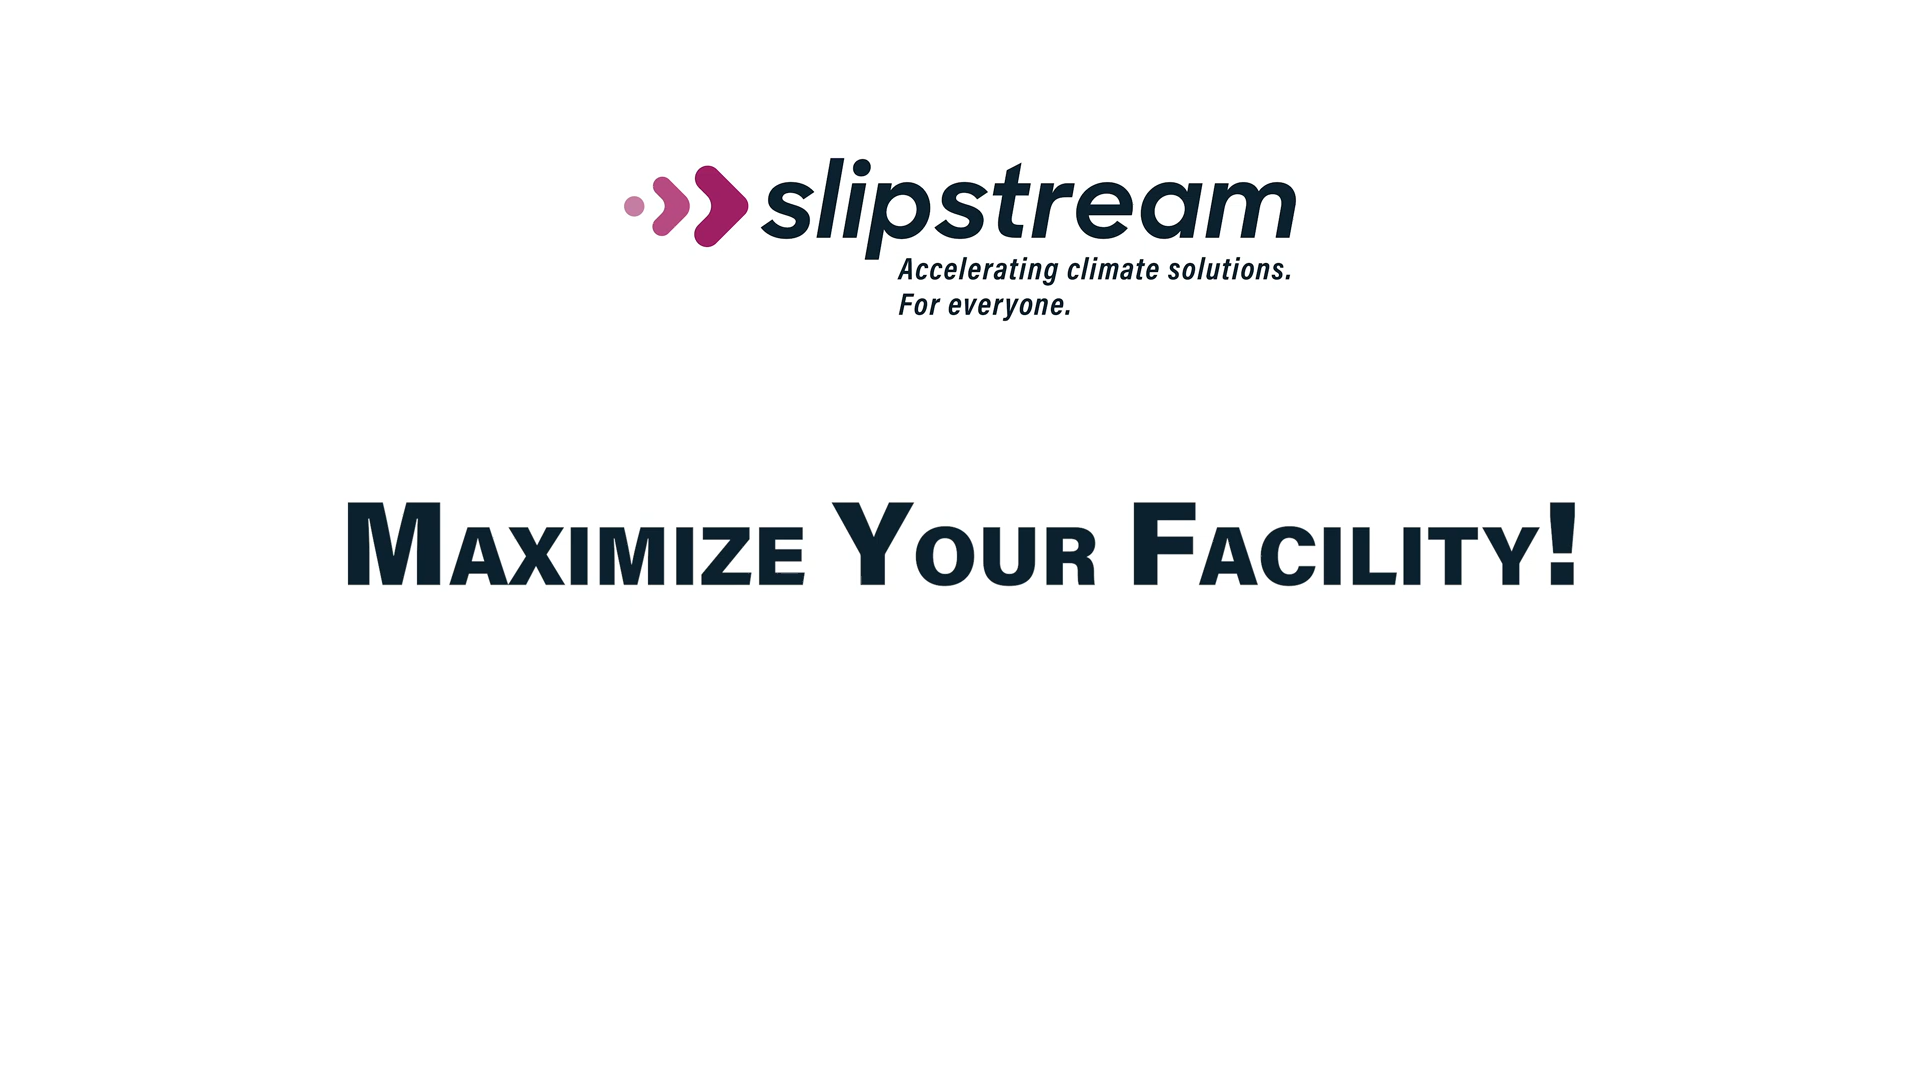 slipstream
Accelerating climate solutions.
For everyone.
Maximize Your Facility!